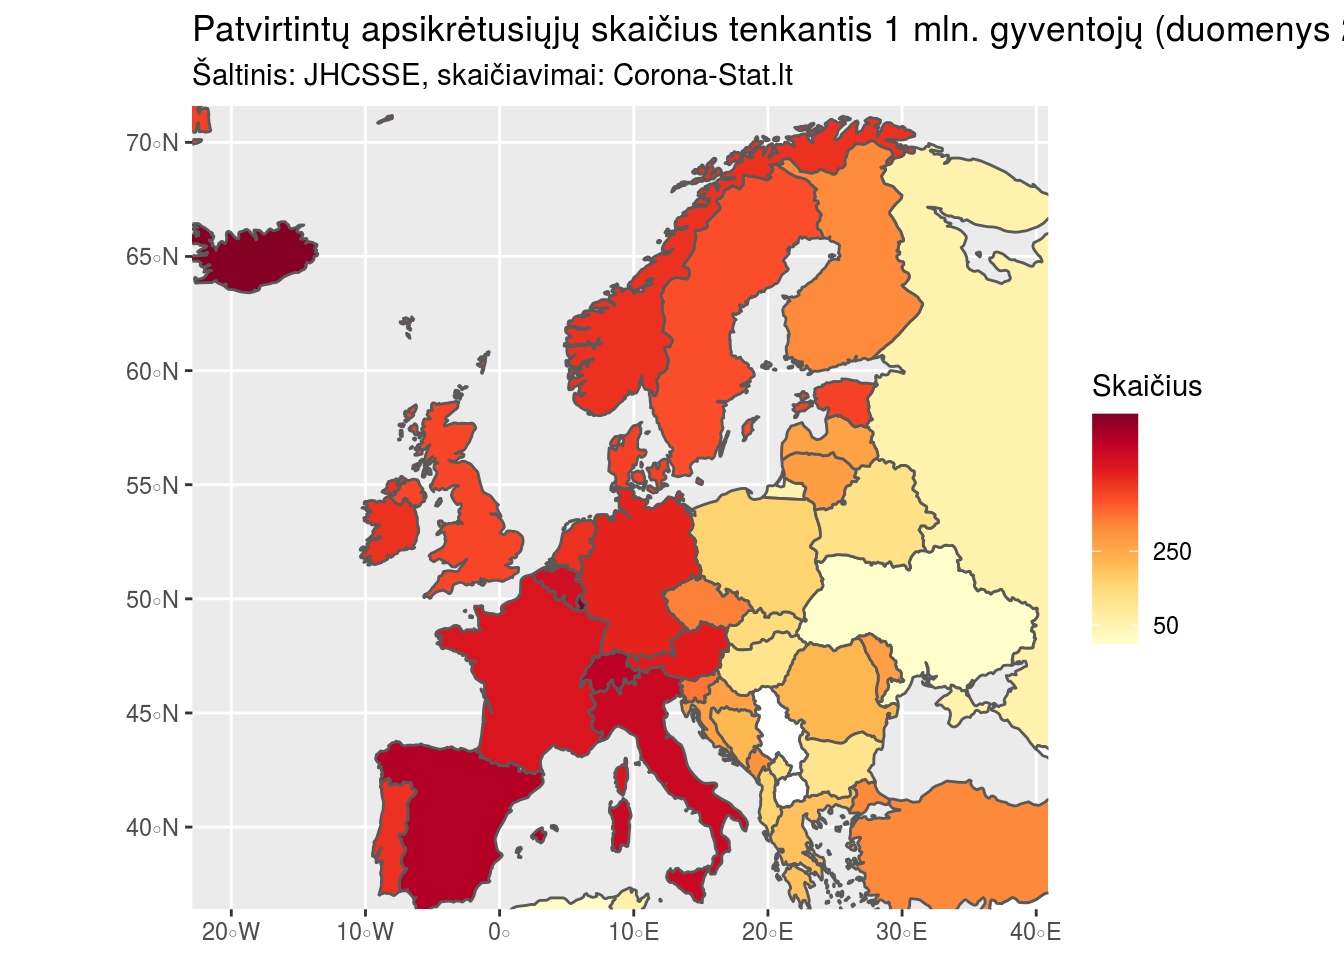 Patvirtintų apsikrėtusiųjų skaičius tenkantis 1 mln. gyventojų (duomenys
Šaltinis: JHCSSE, skaičiavimai: Corona-Stat.lt
70◦N
65◦N
60◦N
55◦N
50◦N
45◦N
40◦N
20◦W
10◦W
0◦
10◦E
20◦E
30◦E
40◦E
Skaičius
250
50